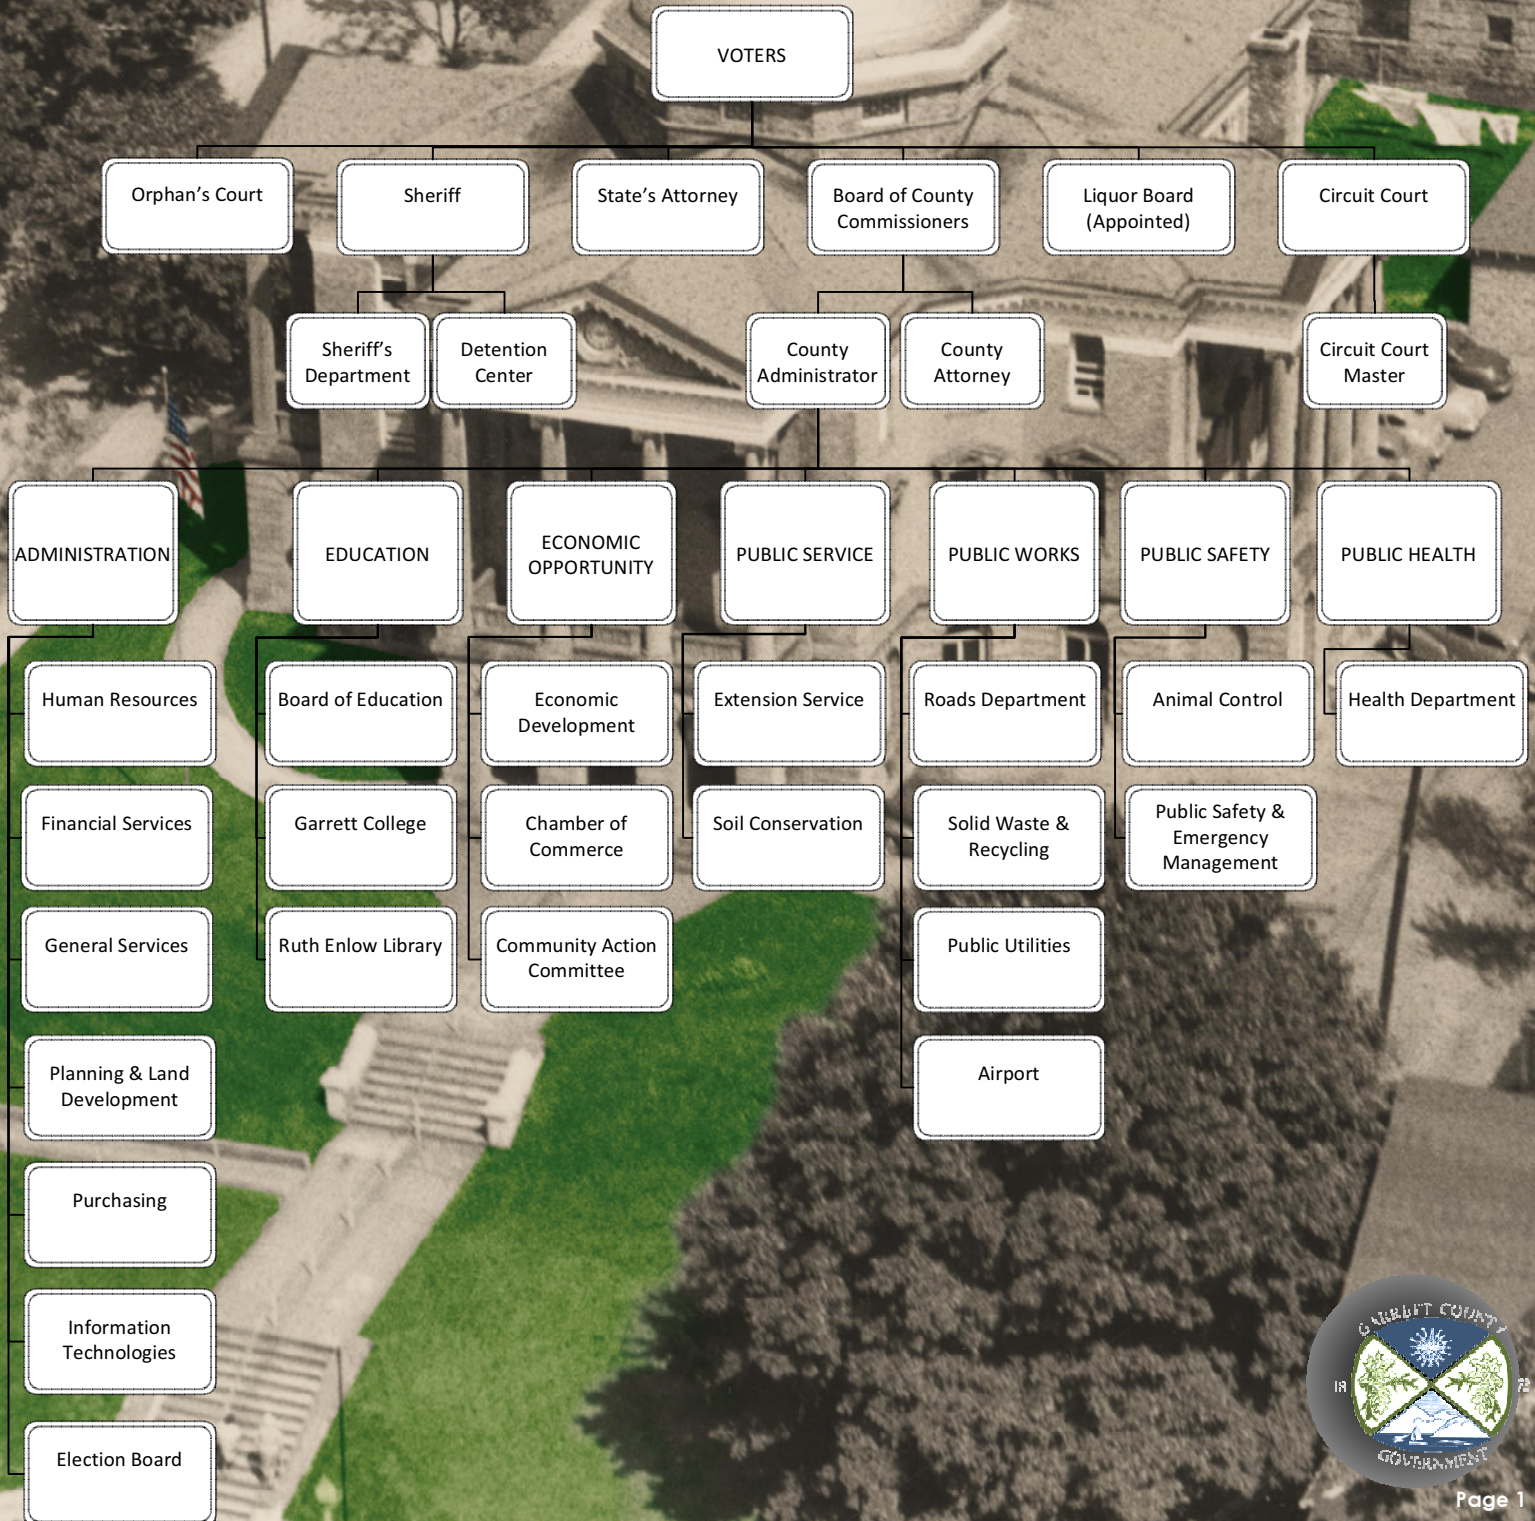 VOTERS
Orphan's Court
Sheriff
State's Attorney
Board of County
Commissioners
Liquor Board
(Appointed)
Circuit Court
Sheriff's
Department
Detention
Center
County
Administrator
County
Attorney
Circuit Court
Master
ADMINISTRATION
EDUCATION
ECONOMIC
OPPORTUNITY
PUBLIC SERVICE
PUBLIC WORKS
PUBLIC SAFETY
PUBLIC HEALTH
Human Resources
Board of Education
Economic
Development
Extension Service
Roads Department
Animal Control
Health Department
Financial Services
Garrett College
Chamber of
Commerce
Soil Conservation
Solid Waste &
Recycling
Public Safety &
Emergency
Management
General Services
Ruth Enlow Library
Community Action
Committee
Public Utilities
Planning & Land
Development
Airport
Purchasing
Information
Technologies
Election Board
GARRETT COUNTY
18
GOVERNMENT
Page 1